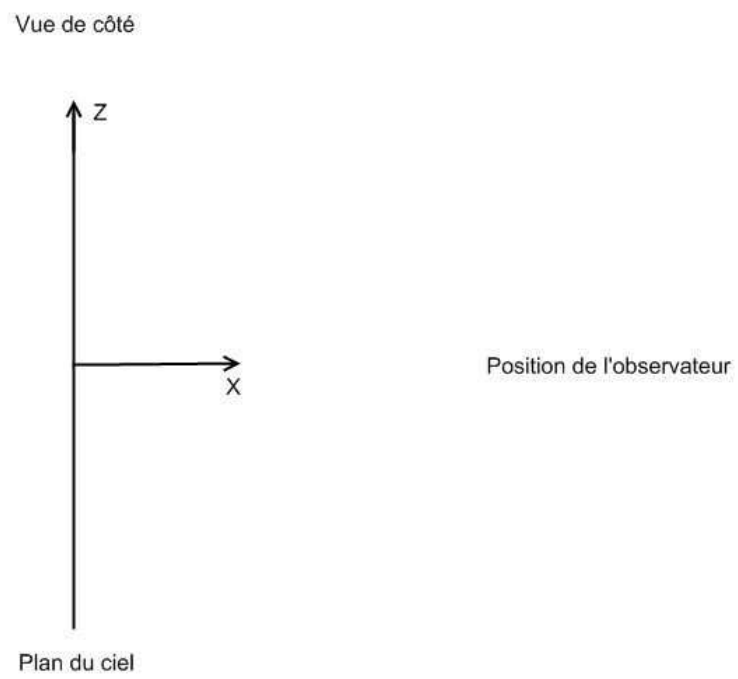 Vue de côté
Z
X
Position de l'observateur
Plan du ciel